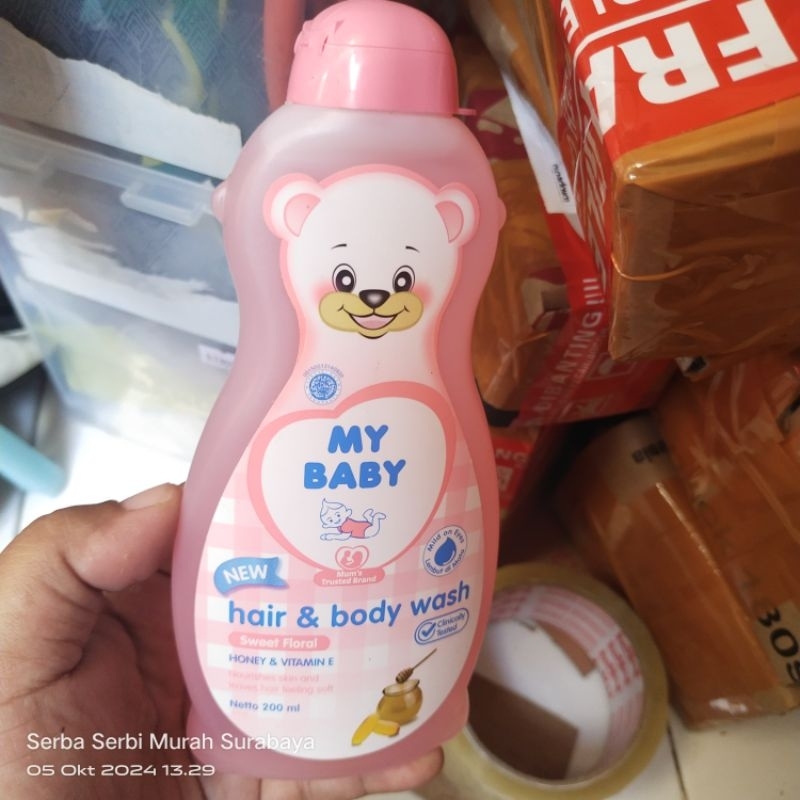 MY
BABY
Mild on Eyes
Lembut di Mata
Mum's
Trusted Brand
NEW
hair & body wash
Clinically
Tested
Sweet Floral
HONEY & VITAMIN E
Nourishes skin and
leaves hair feeling soft
Netto 200 ml
FRA
DIBANTING !!!
Serba Serbi Murah Surabaya
05 Okt 2024 13.29